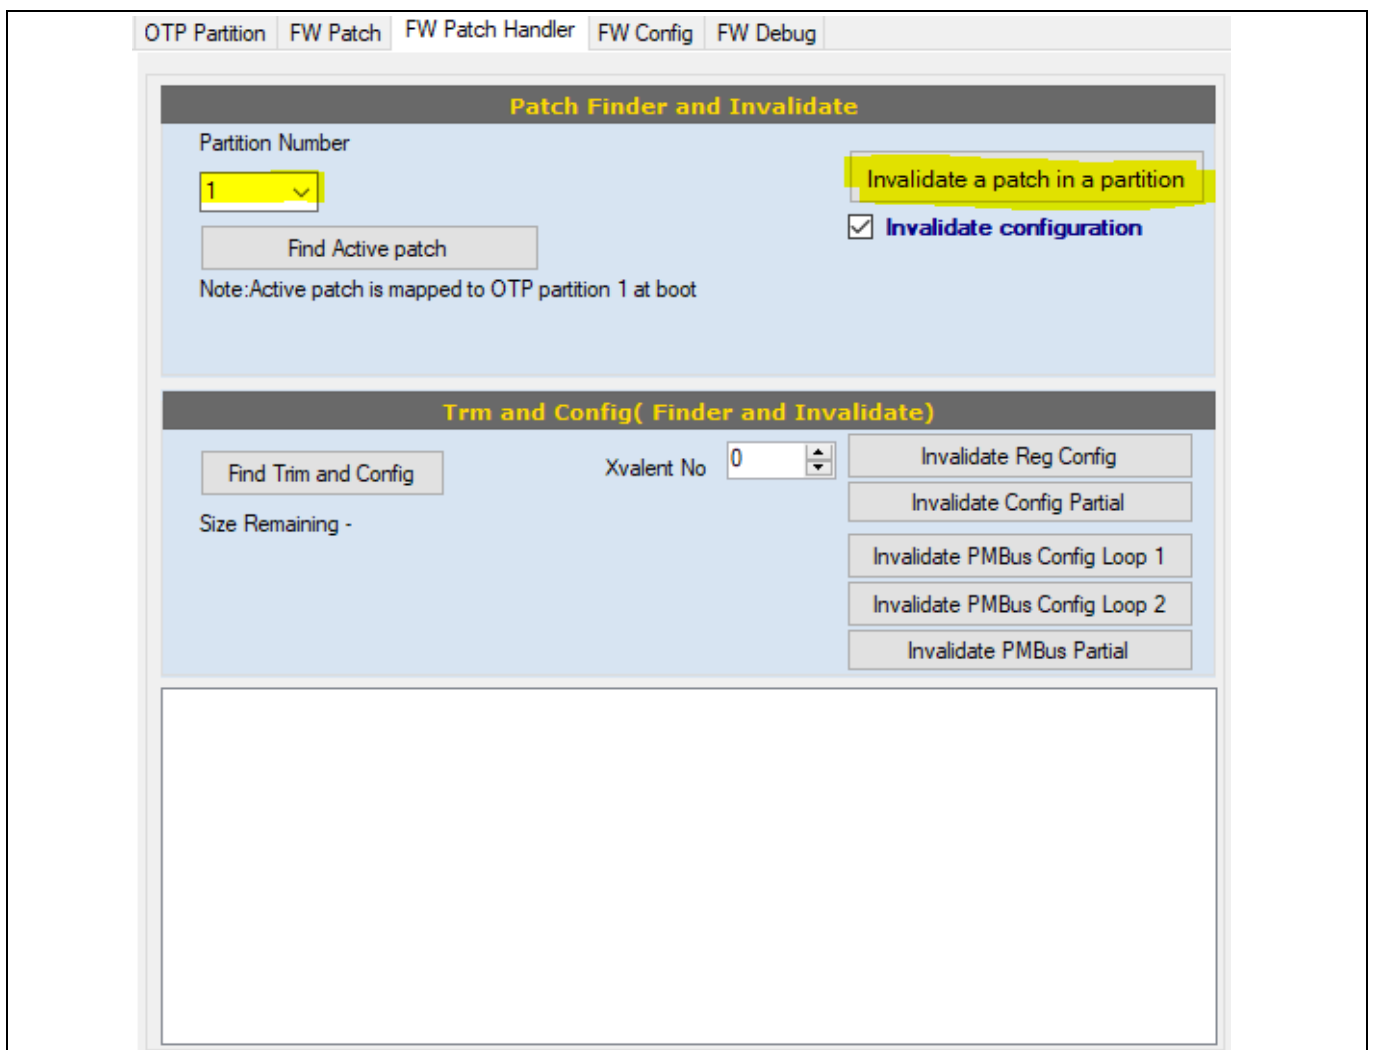 OTP Partition FW Patch FW Patch Handler FW Config FW Debug
Patch Finder and Invalidate
Partition Number
1
Invalidate a patch in a partition
Invalidate configuration
Find Active patch
Note:Active patch is mapped to OTP partition 1 at boot
Trm and Config( Finder and Invalidate)
Find Trim and Config
Xvalent No 0
Invalidate Reg Config
Invalidate Config Partial
Size Remaining -
Invalidate PMBus Config Loop 1
Invalidate PMBus Config Loop 2
Invalidate PMBus Partial